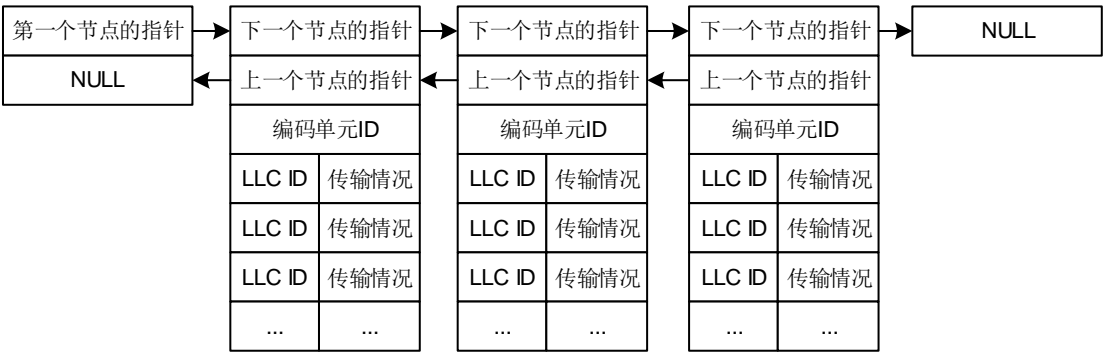 第一个节点的指针 下一个节点的指针 下一个节点的指针 下一个节点的指针 NULL
NULL 上一个节点的指针 上一个节点的指针 上一个节点的指针
编码单元ID 编码单元ID 编码单元ID
LLC ID 传输情况 LLC ID 传输情况 LLC ID 传输情况
LLC ID 传输情况 LLC ID 传输情况 LLC ID 传输情况
LLC ID 传输情况 LLC ID 传输情况 LLC ID 传输情况
... ... ... ... ... ...